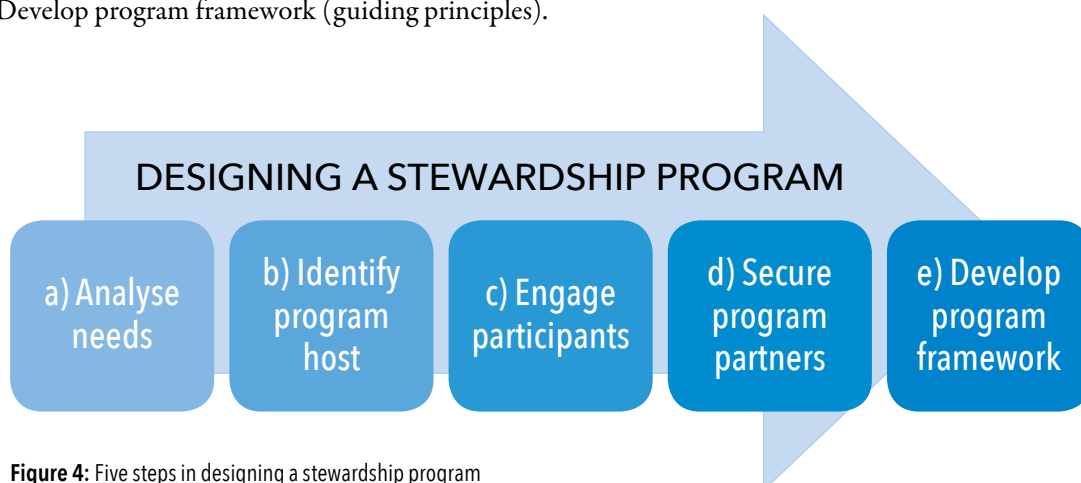 Develop program framework (guiding principles).
DESIGNING A STEWARDSHIP PROGRAM
a) Analyse
needs
b) Identify
program
host
c) Engage
participants
d) Secure
program
partners
e) Develop
program
framework
Figure 4: Five steps in designing a stewardship program